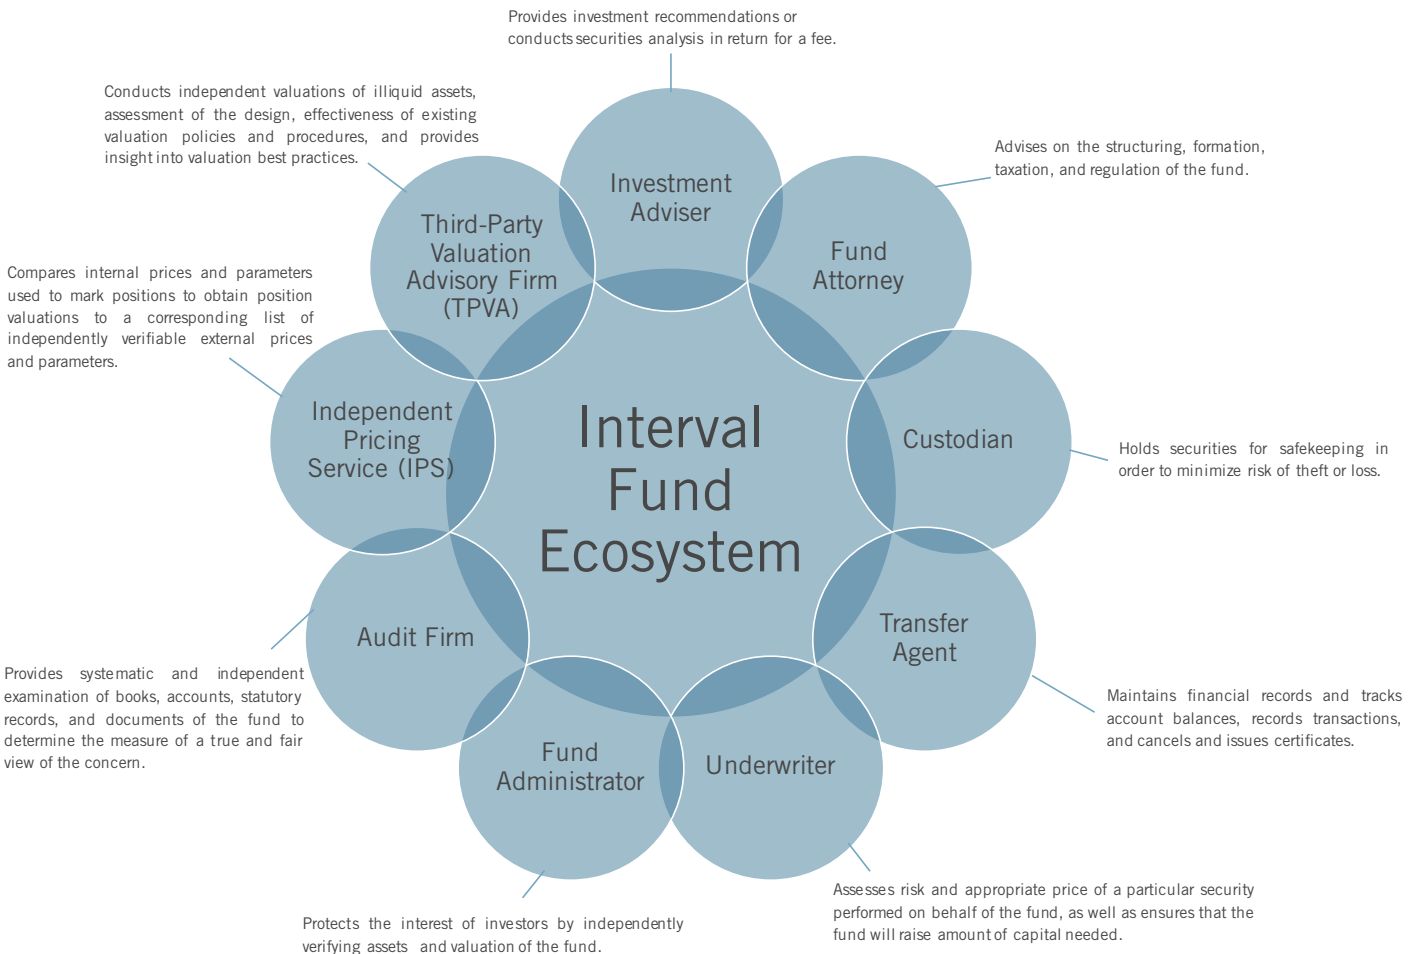 Provides investment recommendations or
conducts securities analysis in return for a fee.
Conducts independent valuations of illiquid assets,
assessment of the design, effectiveness of existing
valuation policies and procedures, and provides
insight into valuation best practices.
Advises on the structuring, formation,
taxation, and regulation of the fund.
Investment
Adviser
Third-Party
Valuation
Advisory Firm
(TPVA)
Fund
Attorney
Compares internal prices and parameters
used to mark positions to obtain position
valuations to a corresponding list of
independently verifiable external prices
and parameters.
Independent
Pricing
Service (IPS)
Interval
Fund
Ecosystem
Custodian
Holds securities for safekeeping in
order to minimize risk of theft or loss.
Audit Firm
Transfer
Agent
Provides systematic and independent
examination of books, accounts, statutory
records, and documents of the fund to
determine the measure of a true and fair
view of the concern.
Maintains financial records and tracks
account balances, records transactions,
and cancels and issues certificates.
Fund
Administrator
Underwriter
Assesses risk and appropriate price of a particular security
performed on behalf of the fund, as well as ensures that the
fund will raise amount of capital needed.
Protects the interest of investors by independently
verifying assets and valuation of the fund.